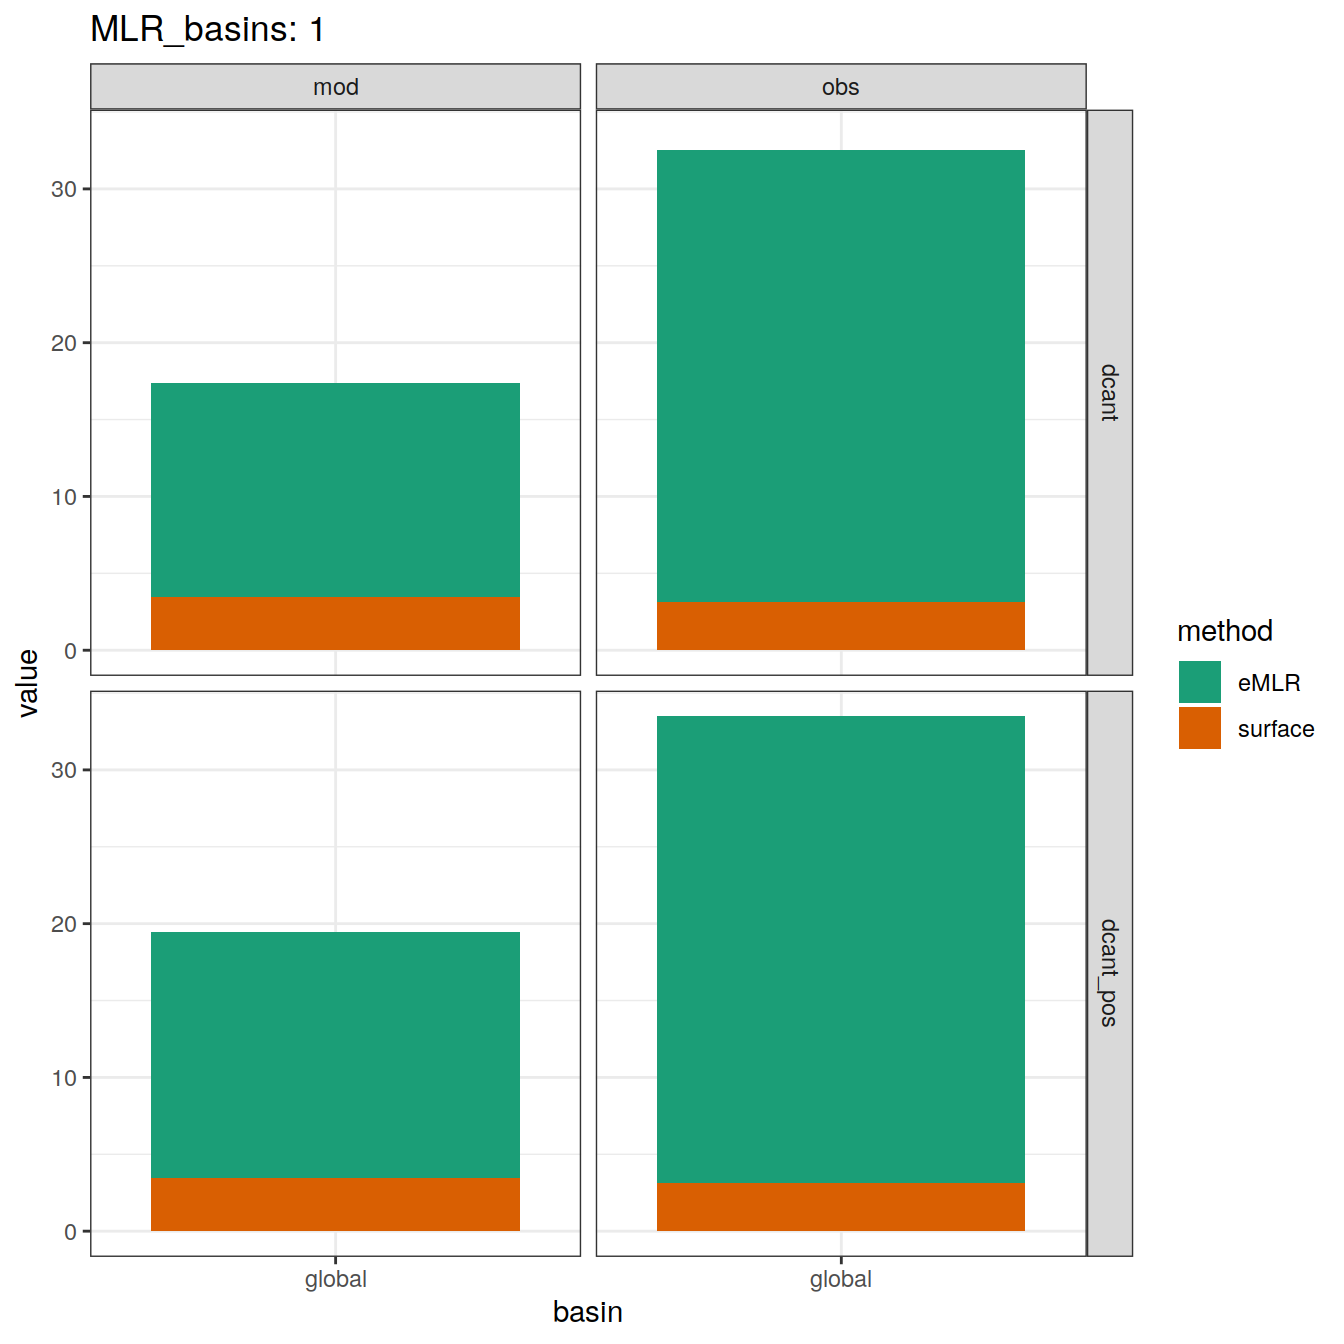 MLR_basins: 1
mod
obs
30
20
10
0
dcant
30
20
10
0
dcant_pos
global
global
basin
value
method
eMLR
surface